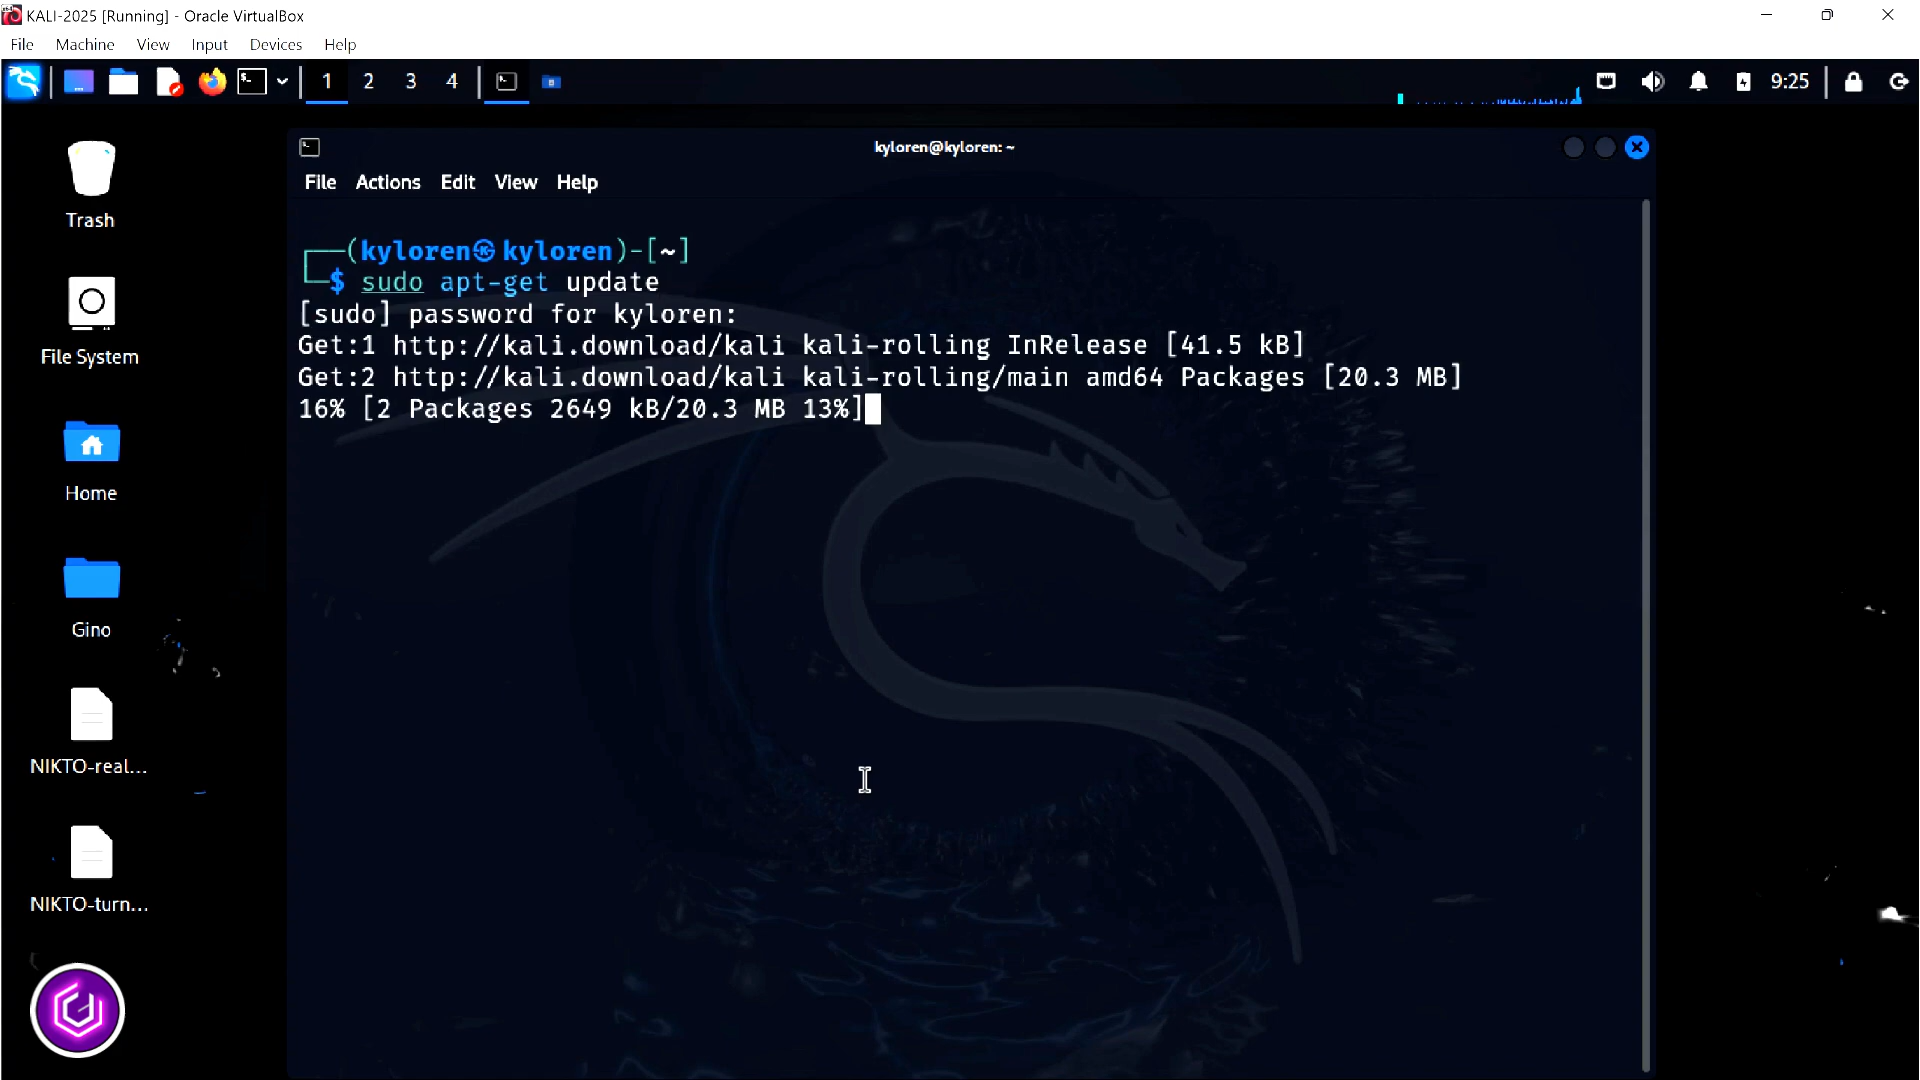 KALI-2025 [Running] - Oracle VirtualBox
File Machine View Input Devices Help
1 2 3 4
9:25
kyloren@kyloren: ~
File Actions Edit View Help
Trash
File System
Home
Gino
NIKTO-real...
NIKTO-turn...
┌──(kyloren㉿kyloren)-[~]
└─$ sudo apt-get update
[sudo] password for kyloren:
Get:1 http://kali.download/kali kali-rolling InRelease [41.5 kB]
Get:2 http://kali.download/kali kali-rolling/main amd64 Packages [20.3 MB]
16% [2 Packages 2649 kB/20.3 MB 13%]